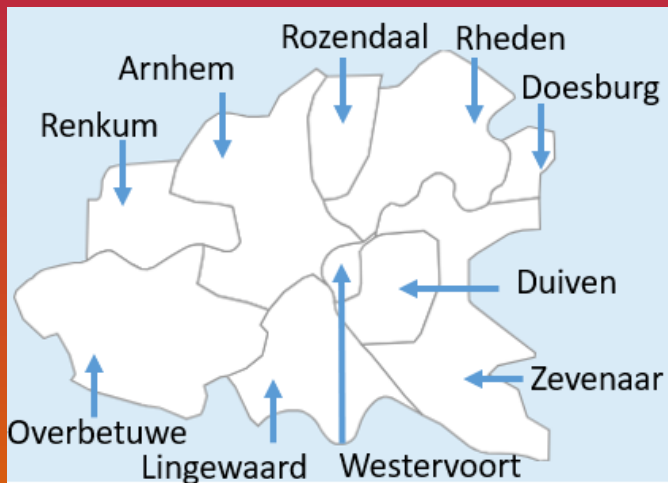 Rozendaal
Rheden
Arnhem
Doesburg
Renkum
Duiven
Zevenaar
Overbetuwe
Lingewaard
Westervoort